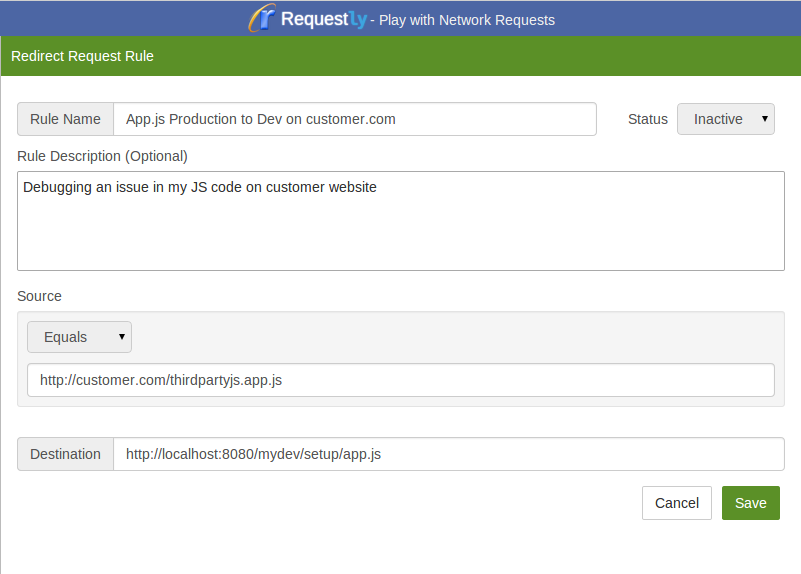 Requestly - Play with Network Requests
Redirect Request Rule
Rule Name App.js Production to Dev on customer.com Status Inactive
Rule Description (Optional)
Debugging an issue in my JS code on customer website
Source
Equals
http://customer.com/thirdpartyjs.app.js
Destination http://localhost:8080/mydev/setup/app.js
Cancel Save